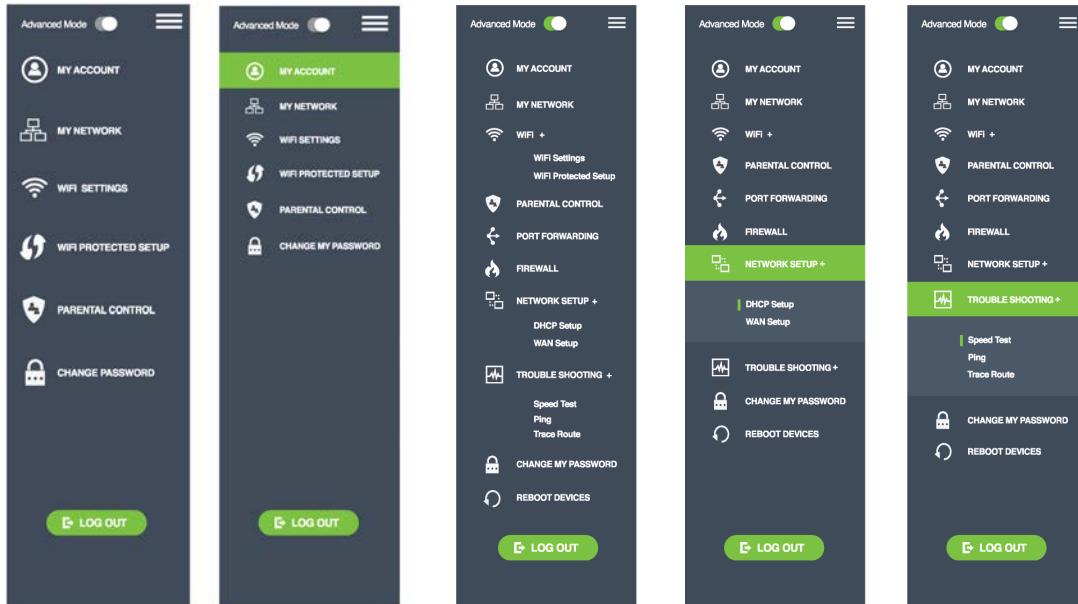 Advanced Mode
MY ACCOUNT
MY NETWORK
WIFI SETTINGS
WIFI PROTECTED SETUP
PARENTAL CONTROL
CHANGE PASSWORD
LOG OUT
Advanced Mode
MY ACCOUNT
MY NETWORK
WIFI SETTINGS
WIFI PROTECTED SETUP
PARENTAL CONTROL
CHANGE MY PASSWORD
LOG OUT
Advanced Mode
MY ACCOUNT
MY NETWORK
WiFi +
WiFi Settings
WiFi Protected Setup
PARENTAL CONTROL
PORT FORWARDING
FIREWALL
NETWORK SETUP +
DHCP Setup
WAN Setup
TROUBLE SHOOTING +
Speed Test
Ping
Trace Route
CHANGE MY PASSWORD
REBOOT DEVICES
LOG OUT
Advanced Mode
MY ACCOUNT
MY NETWORK
WiFi +
PARENTAL CONTROL
PORT FORWARDING
FIREWALL
NETWORK SETUP +
DHCP Setup
WAN Setup
TROUBLE SHOOTING +
CHANGE MY PASSWORD
REBOOT DEVICES
LOG OUT
Advanced Mode
MY ACCOUNT
MY NETWORK
WiFi +
PARENTAL CONTROL
PORT FORWARDING
FIREWALL
NETWORK SETUP +
TROUBLE SHOOTING +
Speed Test
Ping
Trace Route
CHANGE MY PASSWORD
REBOOT DEVICES
LOG OUT